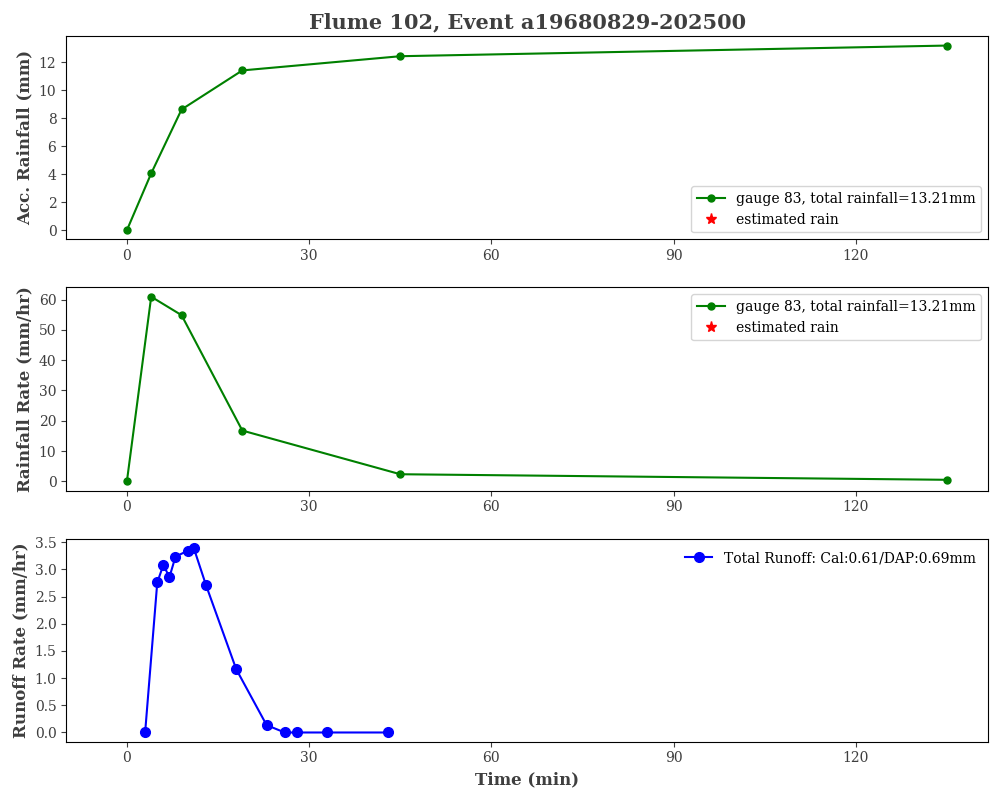 Flume 102, Event a19680829-202500
Acc. Rainfall (mm)
12
10
8
6
4
2
0
gauge 83, total rainfall=13.21mm
estimated rain
0 30 60 90 120
Rainfall Rate (mm/hr)
60
50
40
30
20
10
0
gauge 83, total rainfall=13.21mm
estimated rain
0 30 60 90 120
Runoff Rate (mm/hr)
3.5
3.0
2.5
2.0
1.5
1.0
0.5
0.0
Total Runoff: Cal:0.61/DAP:0.69mm
0 30 60 90 120
Time (min)